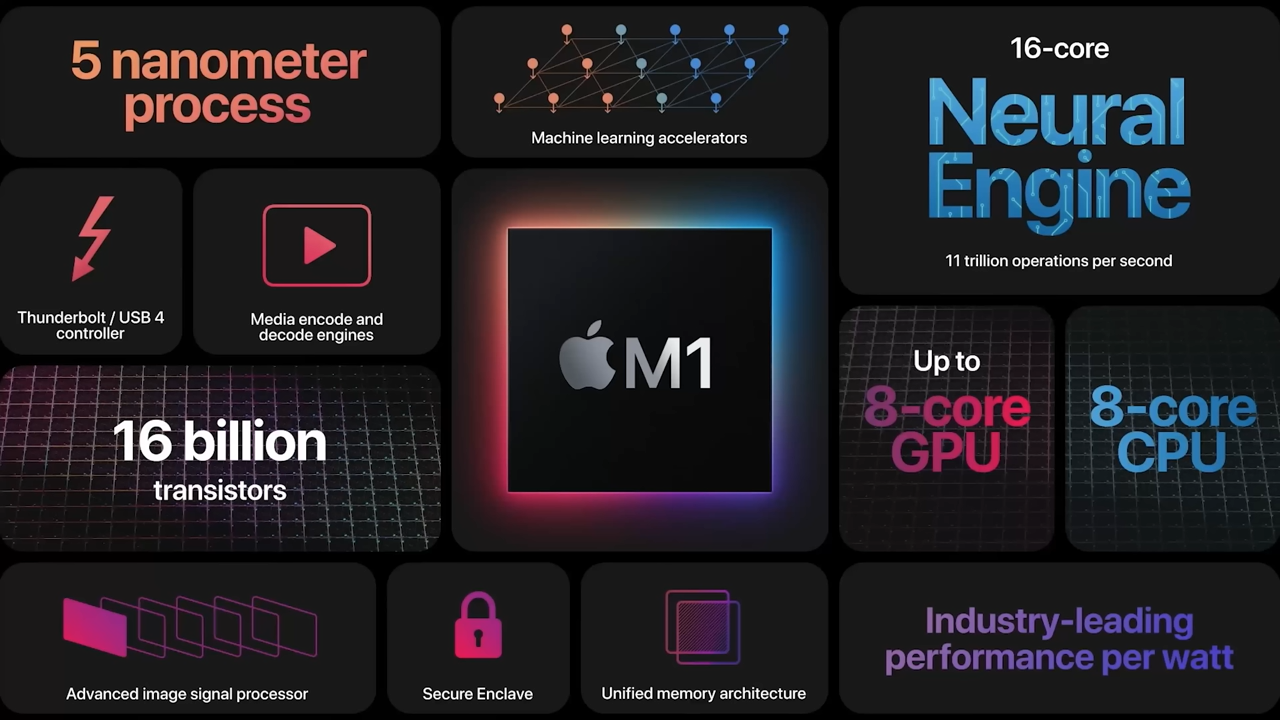 5 nanometer
process
Machine learning accelerators
16-core
Neural
Engine
11 trillion operations per second
Thunderbolt / USB 4
controller
Media encode and
decode engines
M1
Up to
8-core
GPU
8-core
CPU
16 billion
transistors
Advanced image signal processor
Secure Enclave
Unified memory architecture
Industry-leading
performance per watt